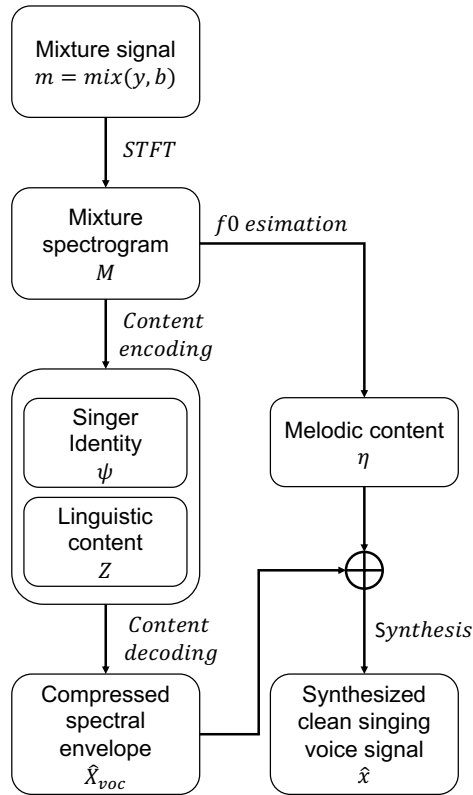 Mixture signal
m = mix(y, b)
STFT
Mixture
spectrogram
M
f0 esimation
Content
encoding
Singer
Identity
ψ
Linguistic
content
Z
Melodic content
η
Content
decoding
Synthesis
Compressed
spectral
envelope
X̂_voc
Synthesized
clean singing
voice signal
x̂